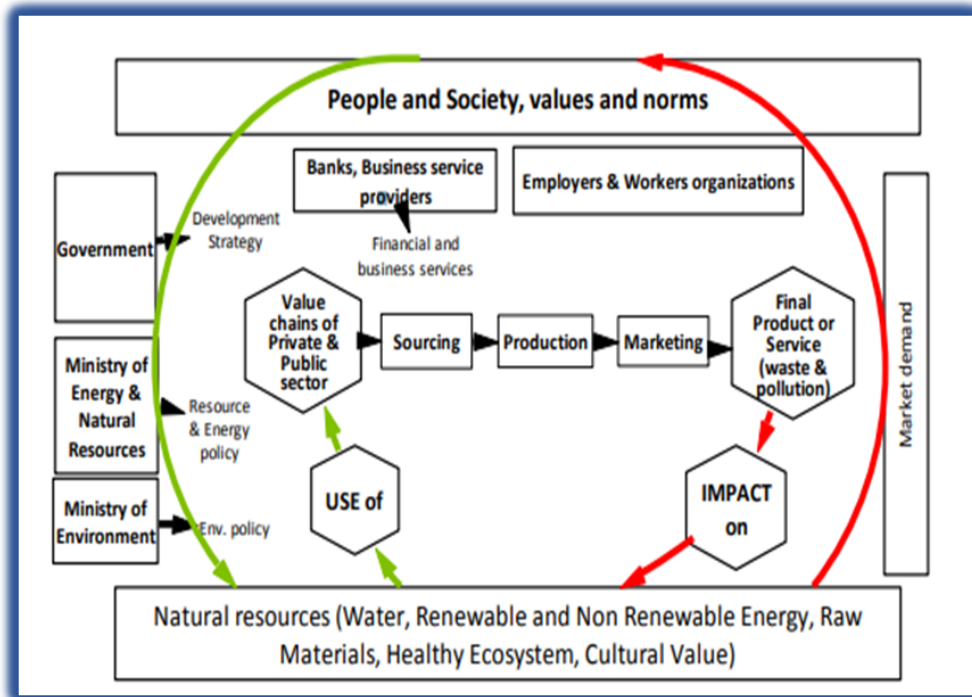 People and Society, values and norms
Banks, Business service
providers
Employers & Workers organizations
Government
Development
Strategy
Financial and
business services
Value
chains of
Private &
Public
sector
Sourcing
Production
Marketing
Final
Product or
Service
(waste &
pollution)
Market demand
Ministry of
Energy &
Natural
Resources
Resource
& Energy
policy
Ministry of
Environment
Env. policy
USE of
IMPACT
on
Natural resources (Water, Renewable and Non Renewable Energy, Raw
Materials, Healthy Ecosystem, Cultural Value)